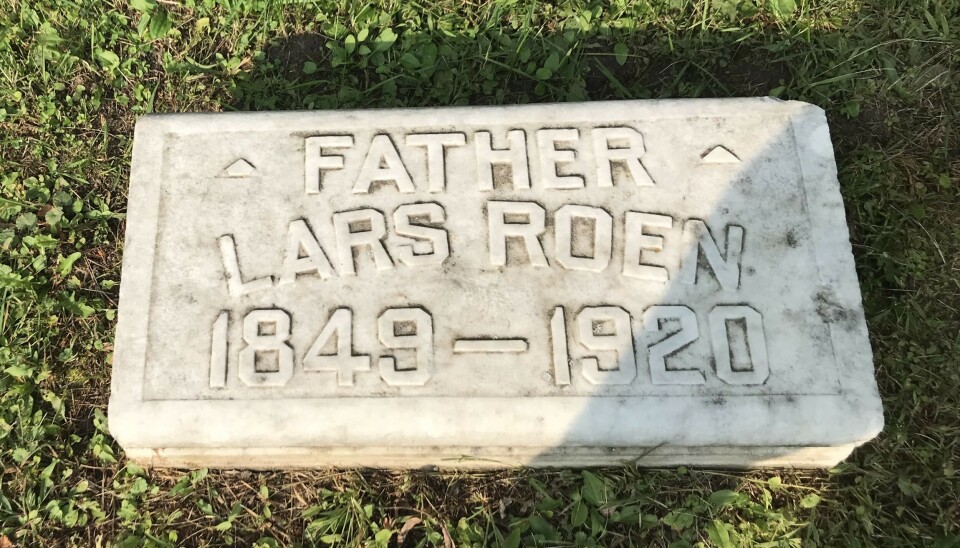 FATHER
LARS ROEN
1849 — 1920